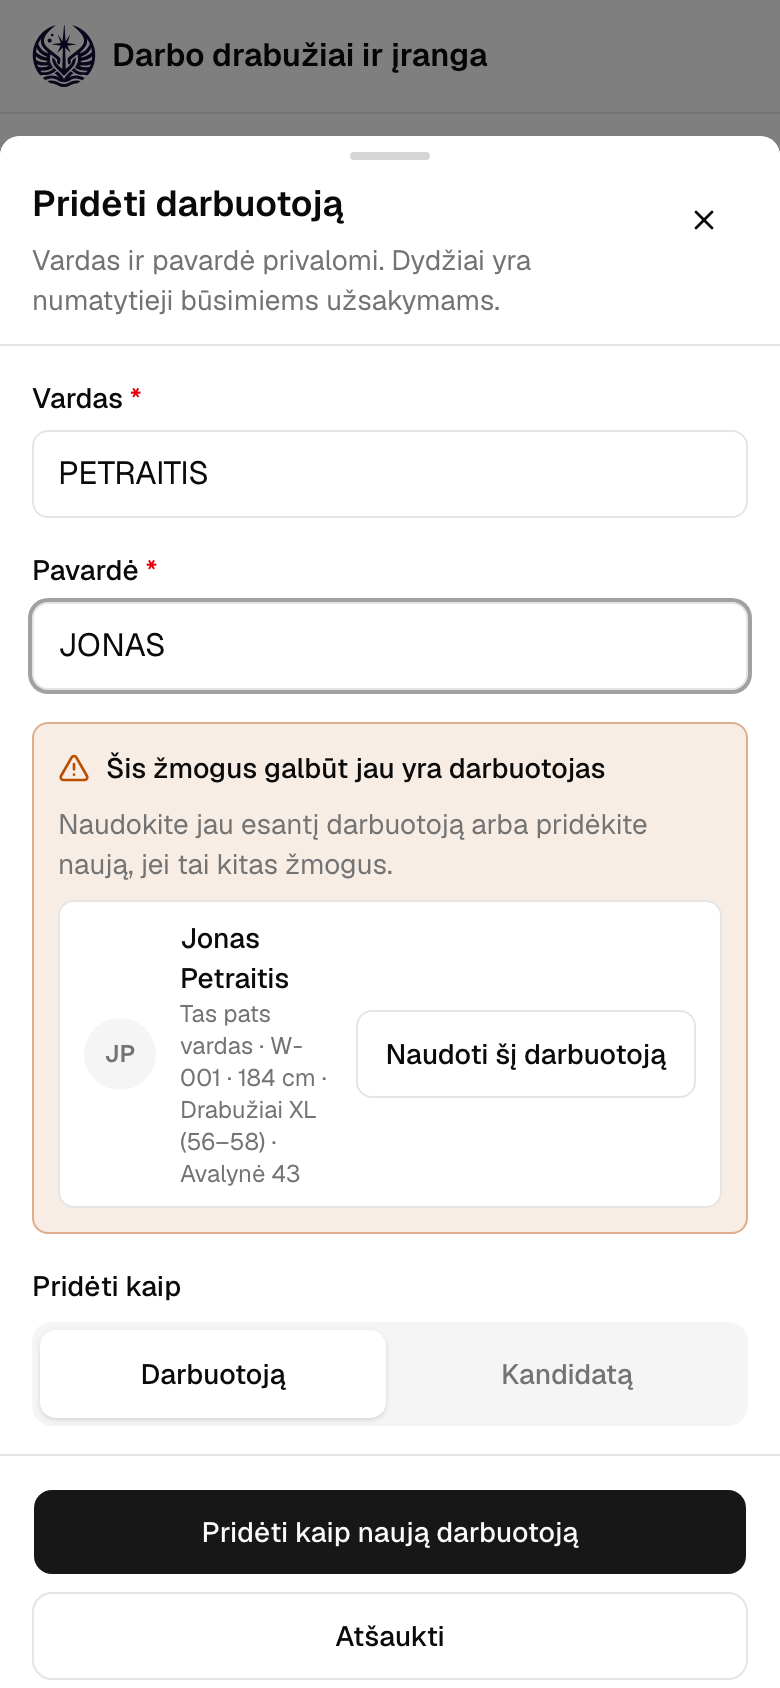 Darbo drabužiai ir įranga
Pridėti darbuotoją
Vardas ir pavardė privalomi. Dydžiai yra
numatytieji būsimiems užsakymams.
Vardas *
PETRAITIS
Pavardė *
JONAS
Šis žmogus galbūt jau yra darbuotojas
Naudokite jau esantį darbuotoją arba pridėkite
naują, jei tai kitas žmogus.
JP
Jonas
Petraitis
Tas pats
vardas · W-
001 · 184 cm ·
Drabužiai XL
(56–58) ·
Avalynė 43
Naudoti šį darbuotoją
Pridėti kaip
Darbuotoją
Kandidatą
Pridėti kaip naują darbuotoją
Atšaukti